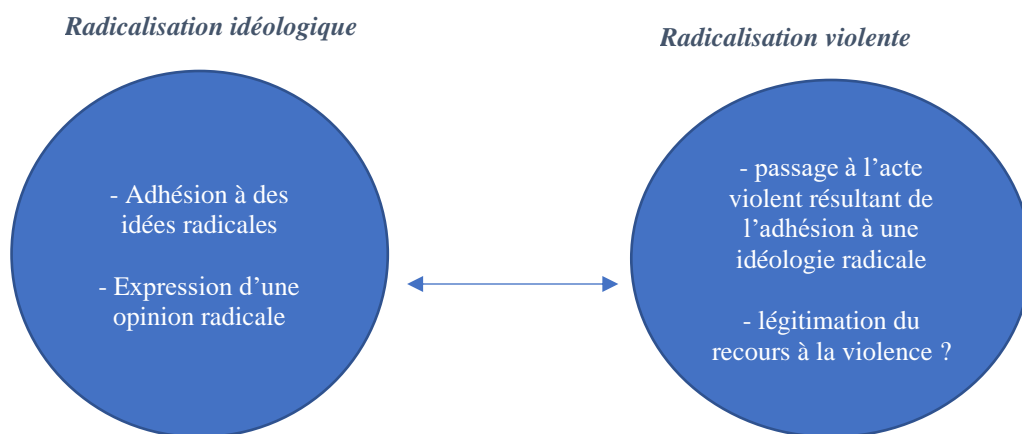 Radicalisation idéologique
Radicalisation violente
- Adhésion à des
idées radicales
- Expression d’une
opinion radicale
- passage à l’acte
violent résultant de
l’adhésion à une
idéologie radicale
- légitimation du
recours à la violence ?